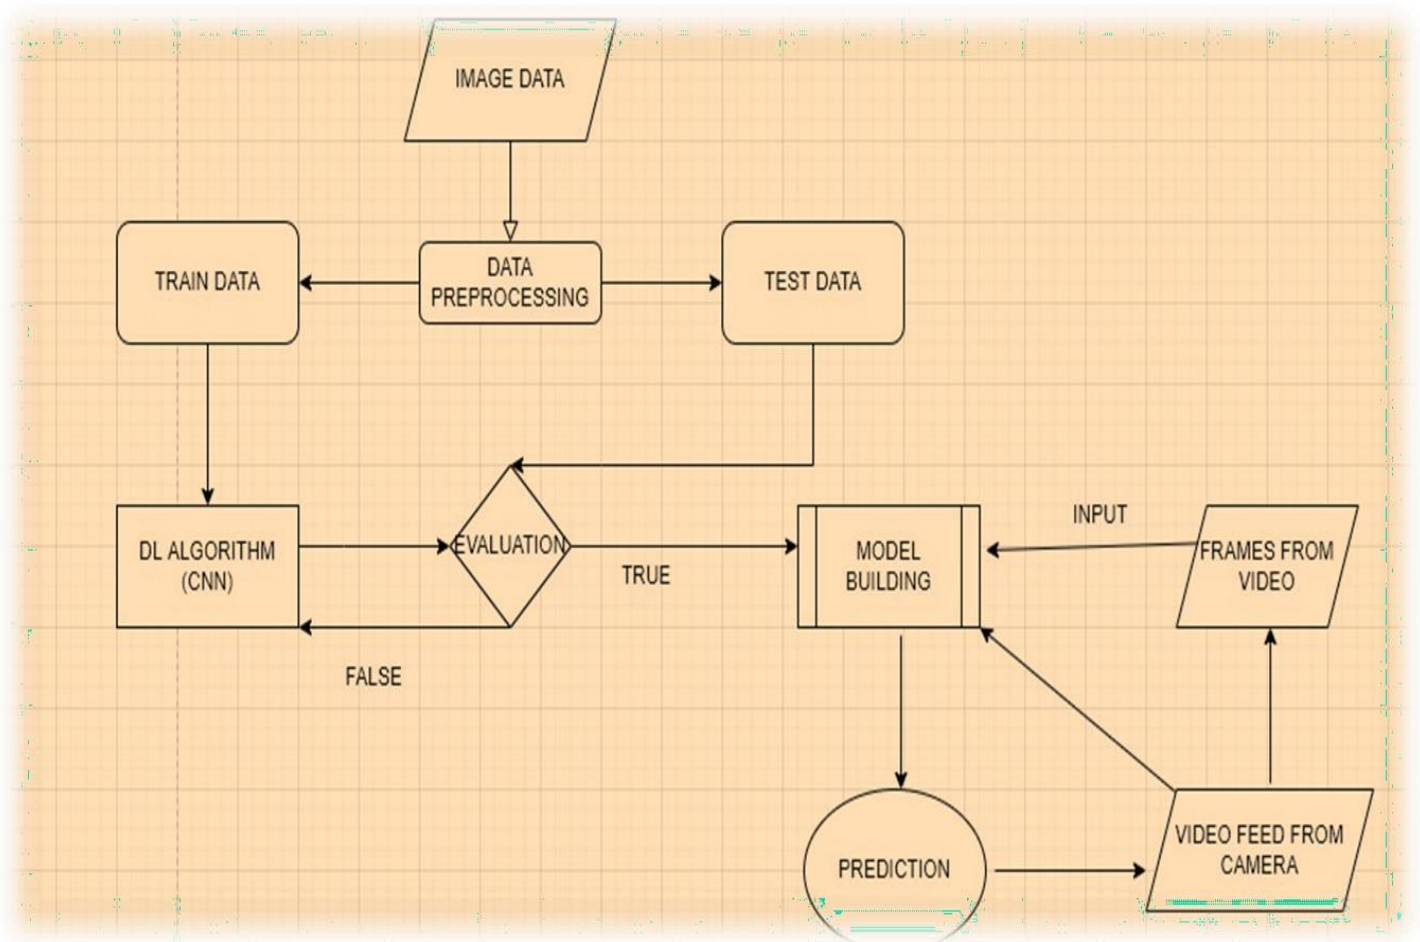 IMAGE DATA
TRAIN DATA
DATA
PREPROCESSING
TEST DATA
DL ALGORITHM
(CNN)
EVALUATION
TRUE
FALSE
MODEL
BUILDING
INPUT
FRAMES FROM
VIDEO
PREDICTION
VIDEO FEED FROM
CAMERA